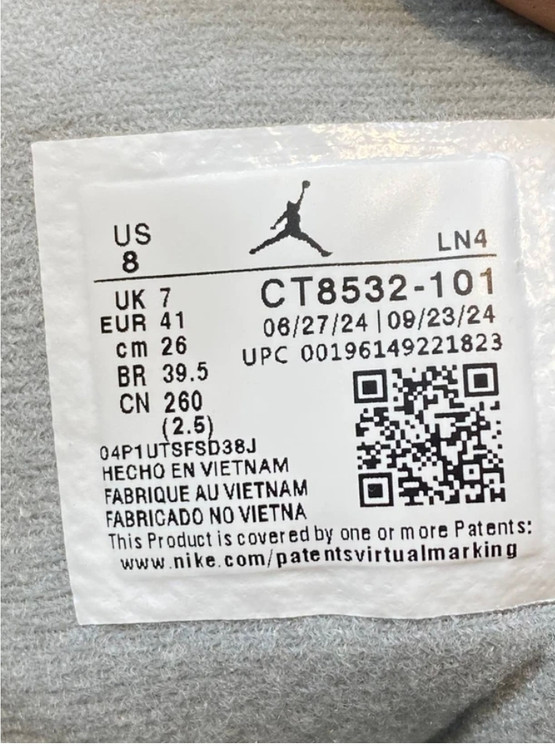 US
8
LN4
UK 7
EUR 41
cm 26
BR 39.5
CN 260
(2.5)
CT8532-101
06/27/24 | 09/23/24
UPC 00196149221823
04P1UTSFSD38J
HECHO EN VIETNAM
FABRIQUE AU VIETNAM
FABRICADO NO VIETNA
This Product is covered by one or more Patents:
www.nike.com/patentsvirtualmarking